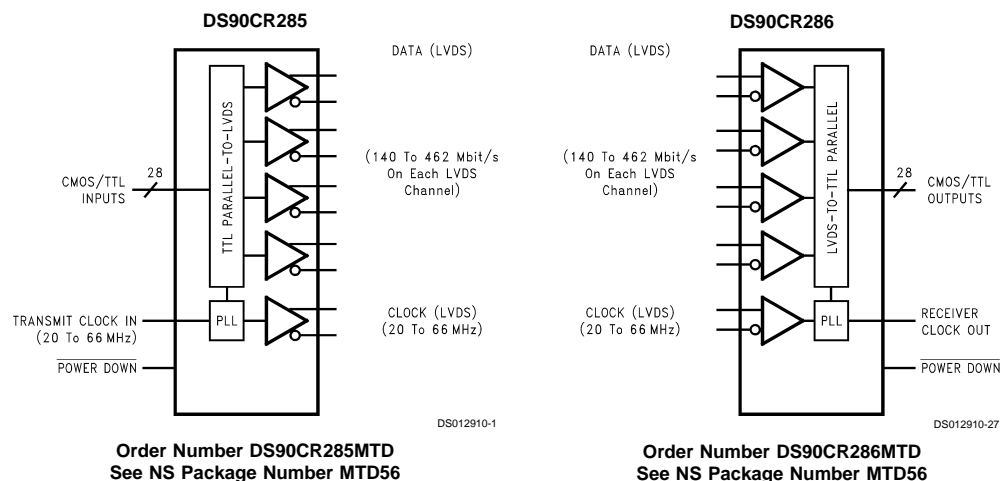 DS90CR285
DATA (LVDS)
TTL PARALLEL-TO-LVDS
28
CMOS/TTL
INPUTS
(140 To 462 Mbit/s
On Each LVDS
Channel)
TRANSMIT CLOCK IN
(20 To 66 MHz)
PLL
CLOCK (LVDS)
(20 To 66 MHz)
POWER DOWN
DS012910-1
Order Number DS90CR285MTD
See NS Package Number MTD56
DS90CR286
DATA (LVDS)
LVDS-TO-TTL PARALLEL
(140 To 462 Mbit/s
On Each LVDS
Channel)
28
CMOS/TTL
OUTPUTS
CLOCK (LVDS)
(20 To 66 MHz)
PLL
RECEIVER
CLOCK OUT
POWER DOWN
DS012910-27
Order Number DS90CR286MTD
See NS Package Number MTD56